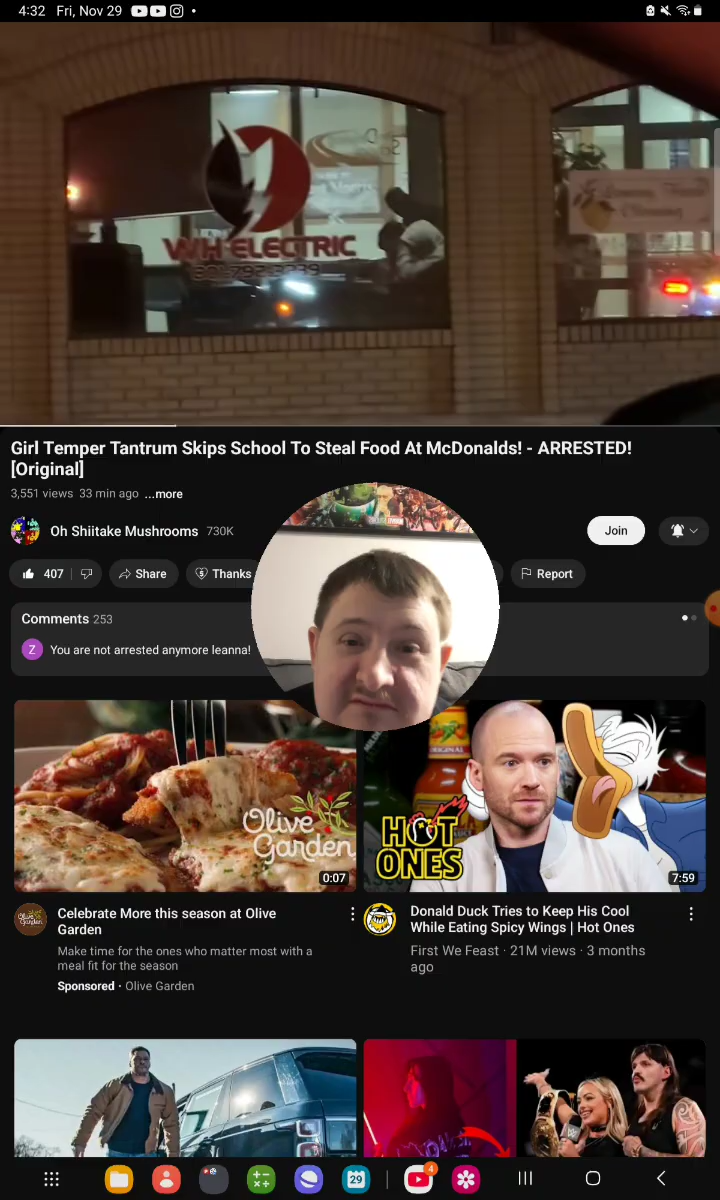 4:32 Fri, Nov 29
WH ELECTRIC
Girl Temper Tantrum Skips School To Steal Food At McDonalds! - ARRESTED!
[Original]
3,551 views 33 min ago ...more
Oh Shiitake Mushrooms 730K
Join
407
Share
Thanks
Report
Comments 253
Z
You are not arrested anymore leanna!
Olive
Garden
0:07
ORIGINAL
HOT
ONES
7:59
Celebrate More this season at Olive
Garden
Make time for the ones who matter most with a
meal fit for the season
Sponsored · Olive Garden
Donald Duck Tries to Keep His Cool
While Eating Spicy Wings | Hot Ones
First We Feast · 21M views · 3 months
ago
29
4